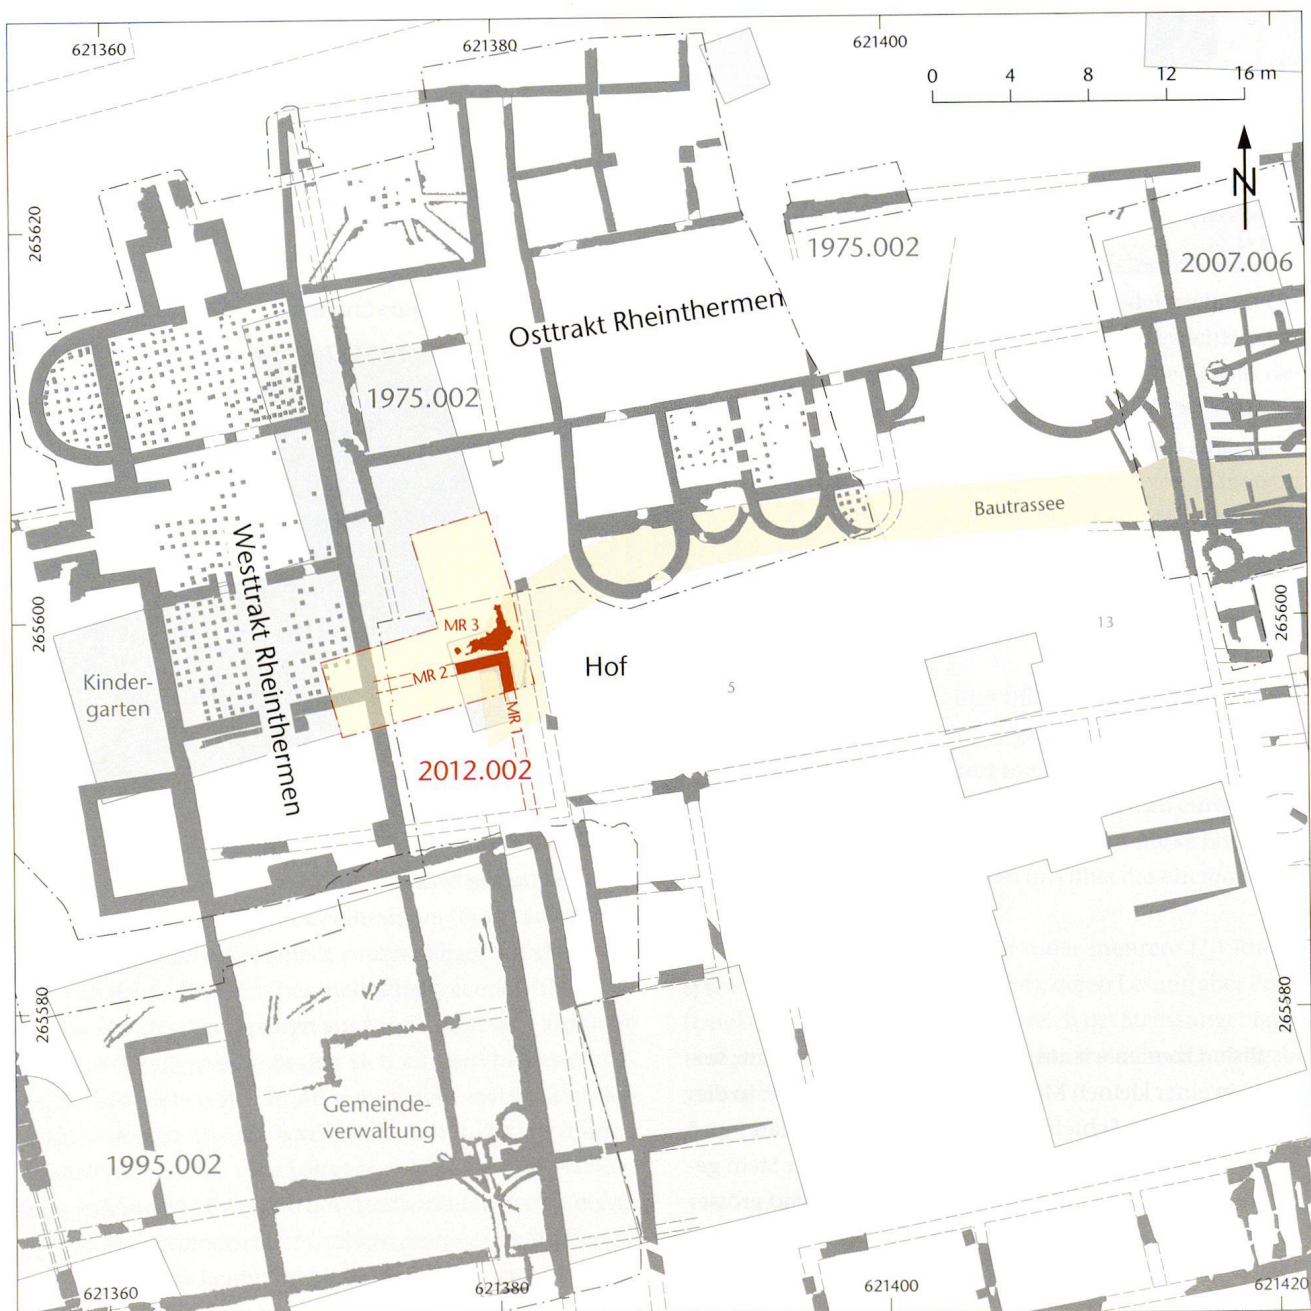 621360
621380
621400
0 4 8 12 16 m
N
265620
1975.002
2007.006
Osttrakt Rheinthermen
1975.002
Bautrassee
Westtrakt Rheinthermen
265600
265600
MR 3
13
Hof
MR 2
Kinder-
garten
5
MR 1
2012.002
265580
265580
Gemeinde-
verwaltung
1995.002
621360
621380
621400
621420